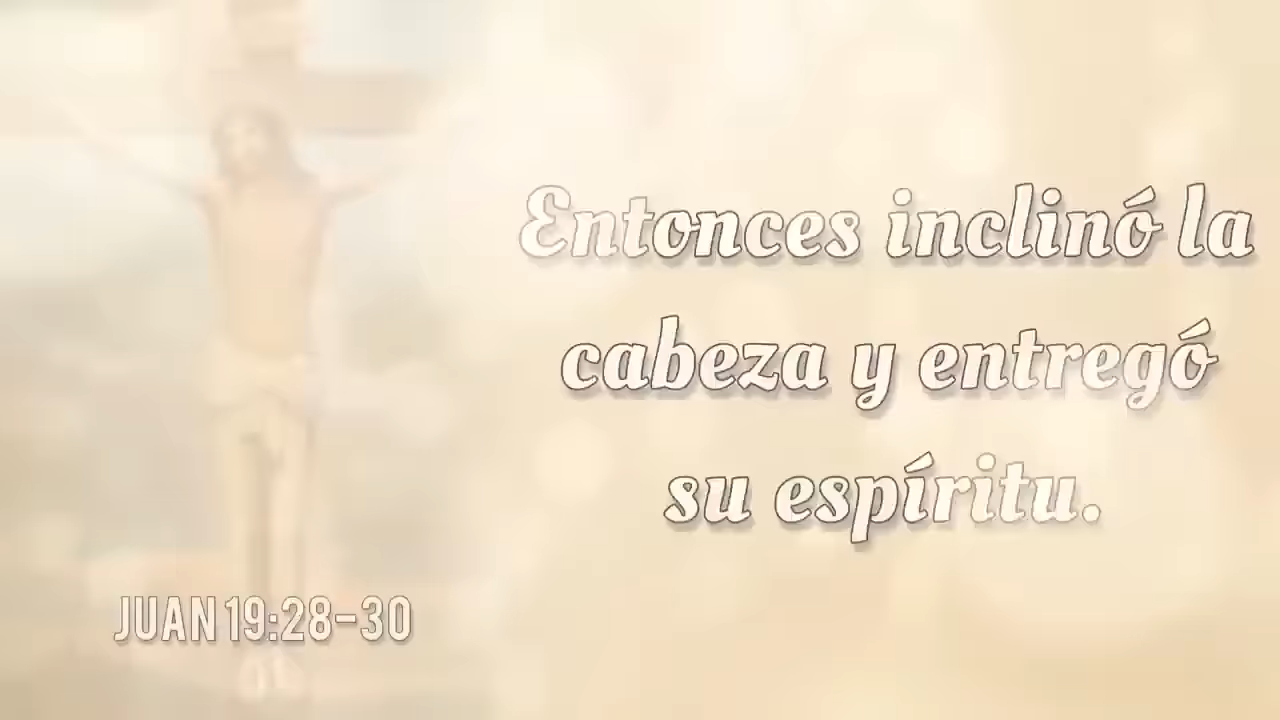 Entonces inclinó la
cabeza y entregó
su espíritu.
JUAN 19:28-30